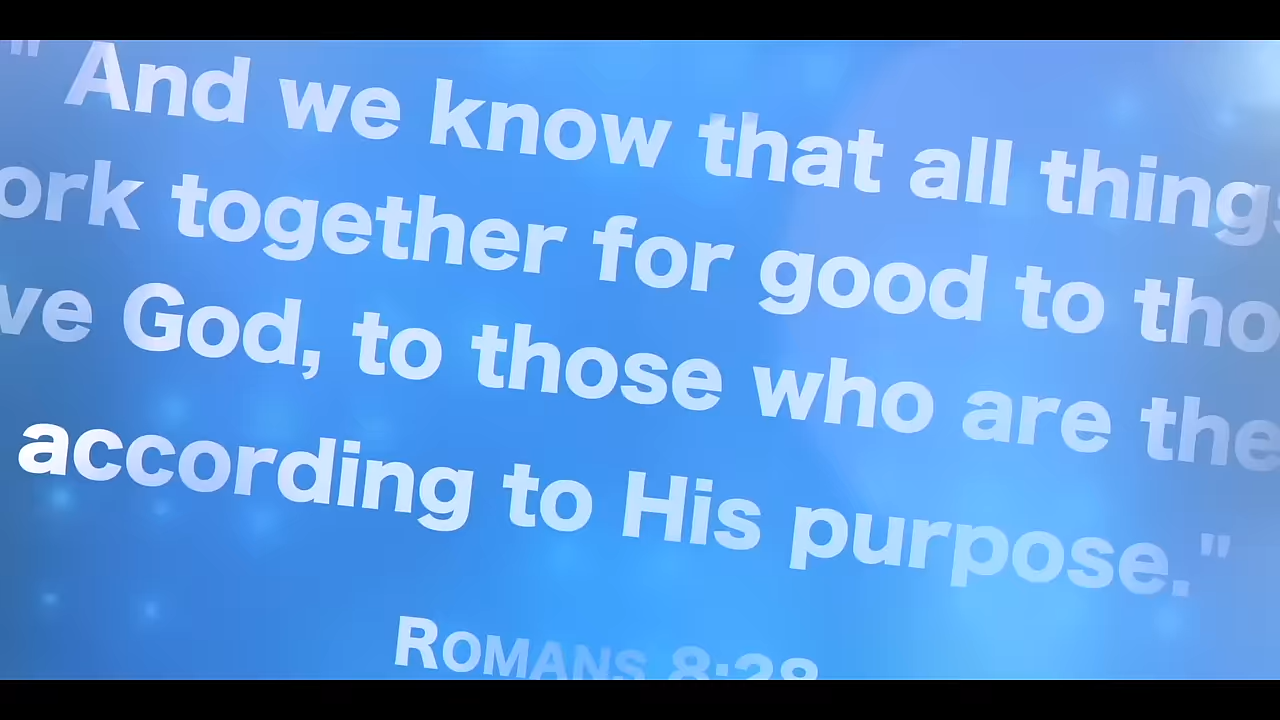 " And we know that all things
ork together for good to tho
ve God, to those who are the
according to His purpose."
ROMANS 8:28